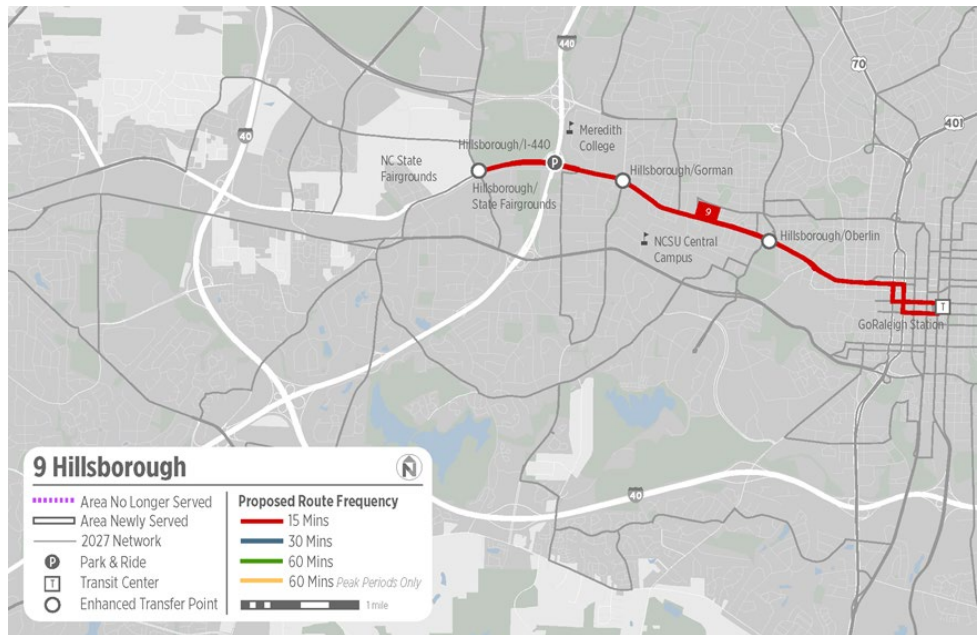 440
70
401
40
Meredith
College
Hillsborough/I-440
NC State
Fairgrounds
Hillsborough/Gorman
Hillsborough/
State Fairgrounds
9
NCSU Central
Campus
Hillsborough/Oberlin
P
T
GoRaleigh Station
40
9 Hillsborough
N
Area No Longer Served
Area Newly Served
2027 Network
P Park & Ride
T Transit Center
Enhanced Transfer Point
Proposed Route Frequency
15 Mins
30 Mins
60 Mins
60 Mins Peak Periods Only
1 mile